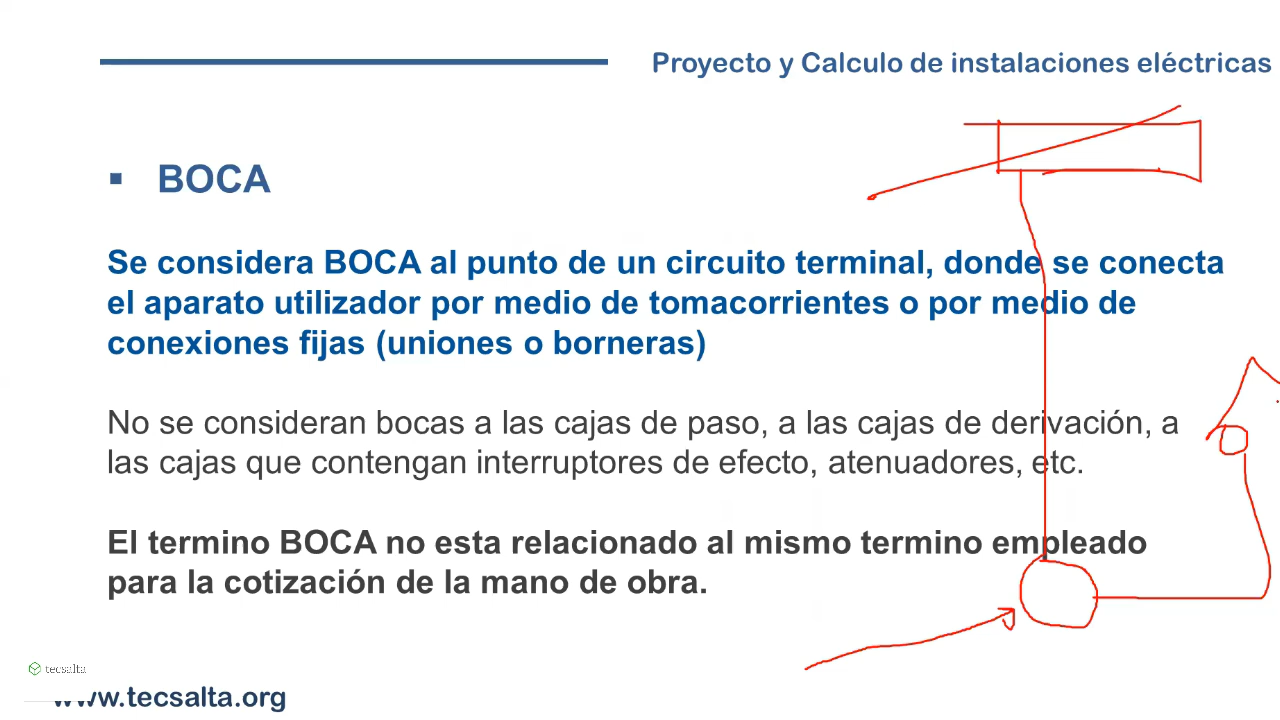 Proyecto y Calculo de instalaciones eléctricas
BOCA
Se considera BOCA al punto de un circuito terminal, donde se conecta
el aparato utilizador por medio de tomacorrientes o por medio de
conexiones fijas (uniones o borneras)
No se consideran bocas a las cajas de paso, a las cajas de derivación, a
las cajas que contengan interruptores de efecto, atenuadores, etc.
El termino BOCA no esta relacionado al mismo termino empleado
para la cotización de la mano de obra.
tecsalta
www.tecsalta.org